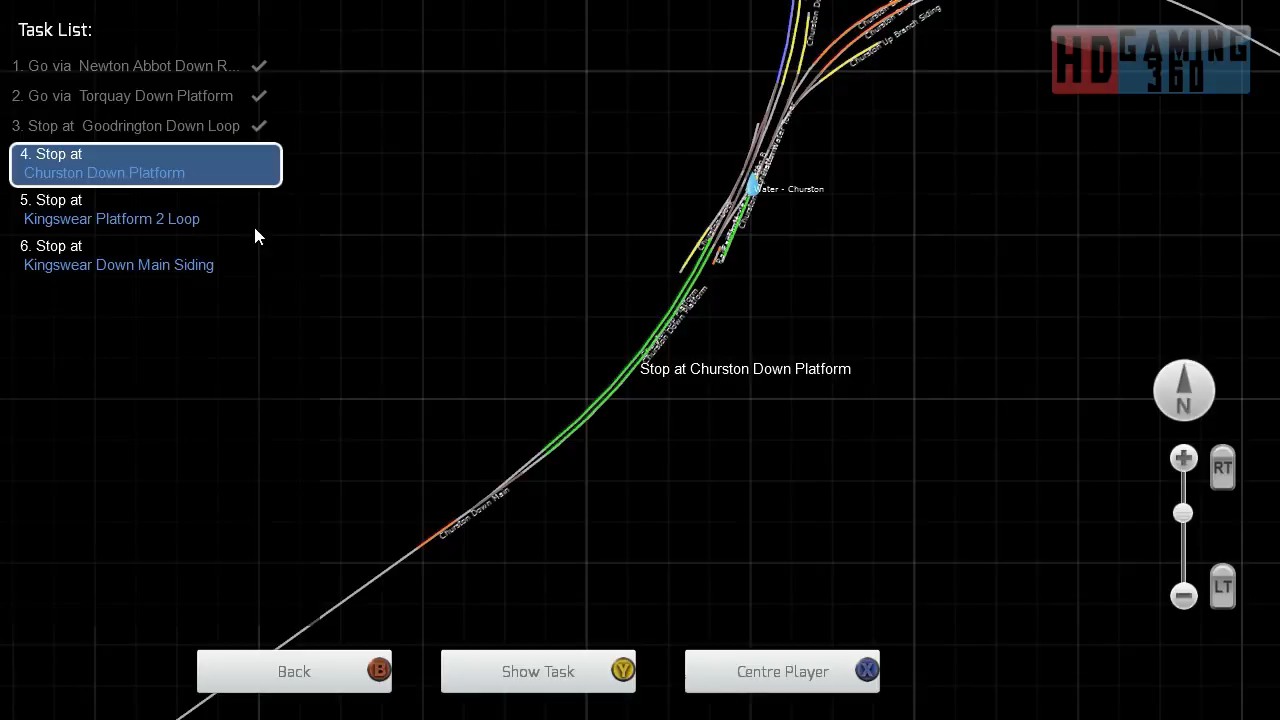 Task List:
1. Go via Newton Abbot Down R...
2. Go via Torquay Down Platform
3. Stop at Goodrington Down Loop
4. Stop at
Churston Down Platform
5. Stop at
Kingswear Platform 2 Loop
6. Stop at
Kingswear Down Main Siding
HD GAMING
360
Churston Up Branch Siding
Water - Churston
Churston Down Platform
Stop at Churston Down Platform
Churston Down Main
N
RT
LT
Back B
Show Task Y
Centre Player X